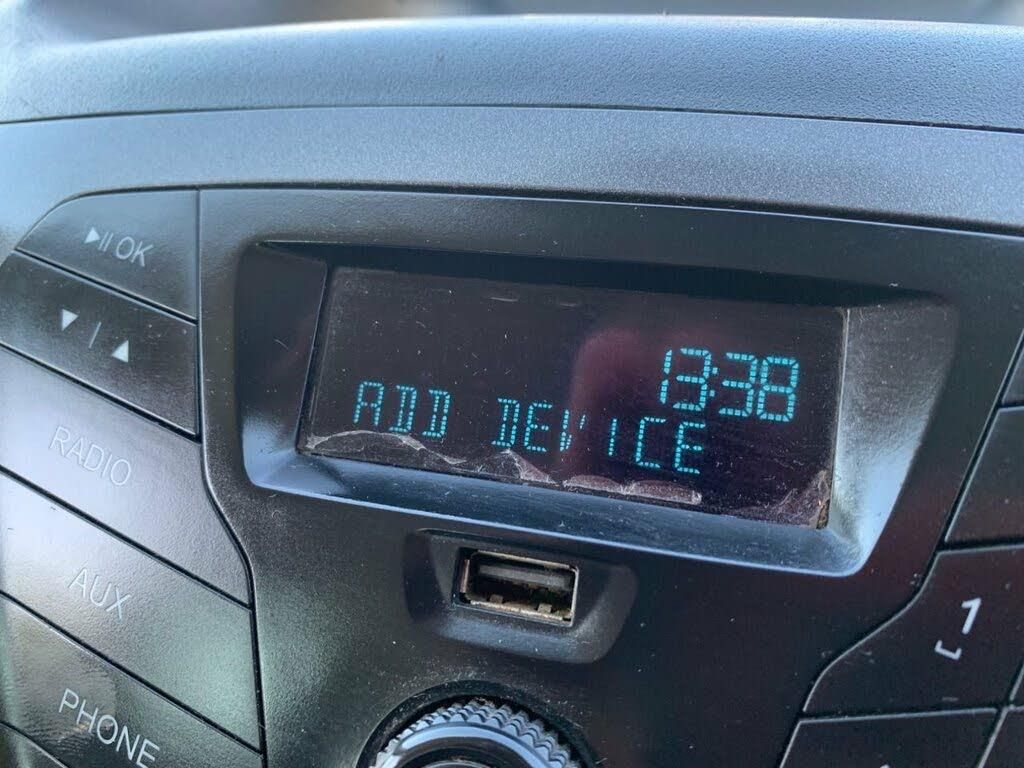 ▶II OK
▼ / ▲
13:38
ADD DEVICE
RADIO
AUX
PHONE
1